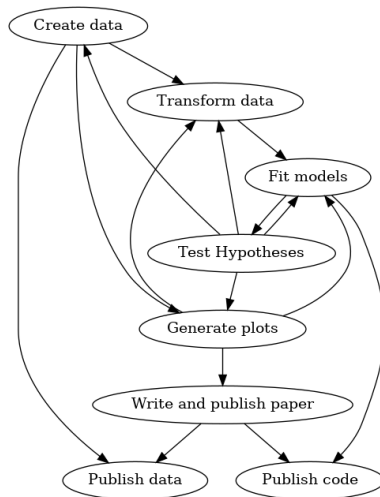 Create data
Transform data
Fit models
Test Hypotheses
Generate plots
Write and publish paper
Publish data
Publish code